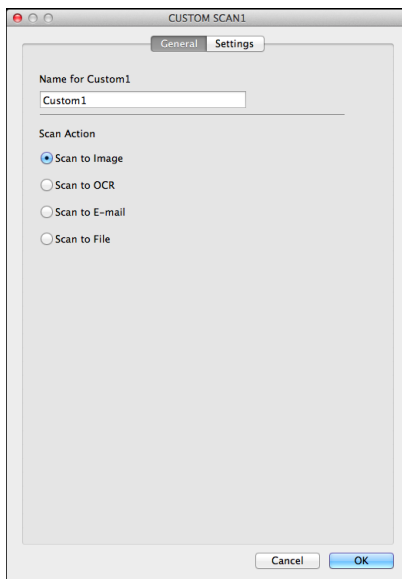 CUSTOM SCAN1
General Settings
Name for Custom1
Custom1
Scan Action
Scan to Image
Scan to OCR
Scan to E-mail
Scan to File
Cancel OK